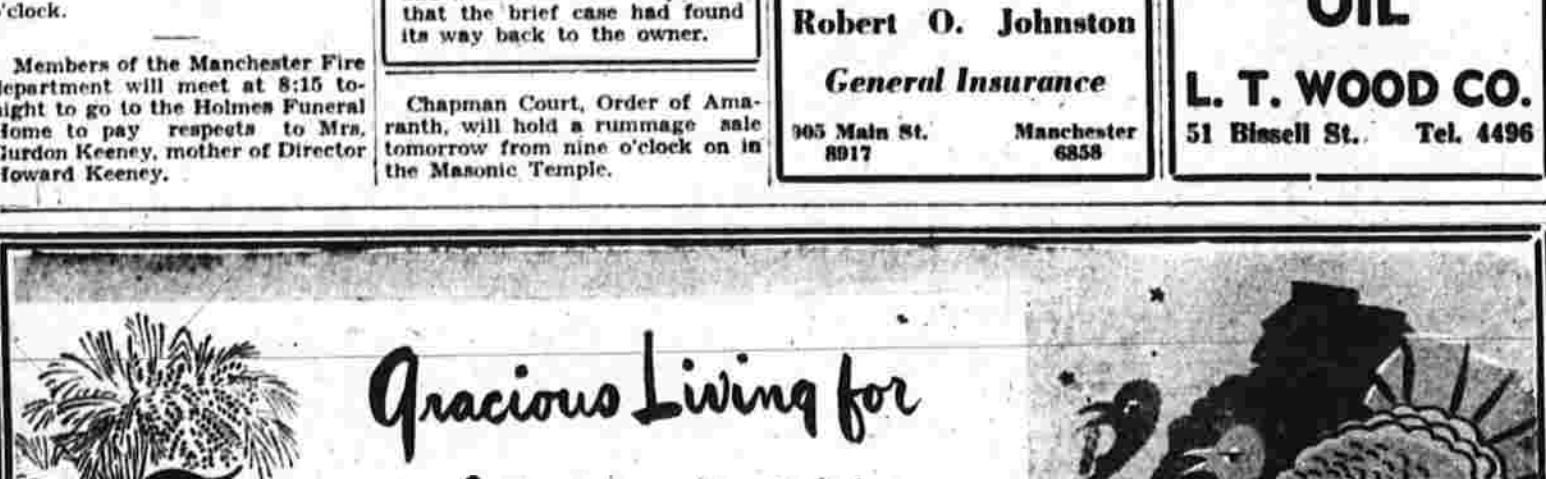 o'clock.
Members of the Manchester Fire
department will meet at 8:15 to-
night to go to the Holmes Funeral
Home to pay respects to Mrs.
Gurdon Keeney, mother of Director
Howard Keeney.
that the brief case had found
its way back to the owner.
Chapman Court, Order of Ama-
ranth, will hold a rummage sale
tomorrow from nine o'clock on in
the Masonic Temple.
Robert O. Johnston
General Insurance
905 Main St. Manchester
8917 6858
OIL
L. T. WOOD CO.
51 Bissell St. Tel. 4496
Gracious Living for